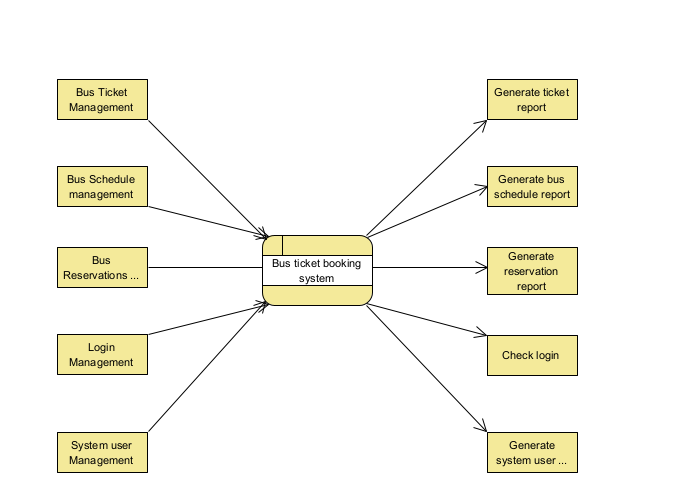 Bus Ticket
Management
Generate ticket
report
Bus Schedule
management
Generate bus
schedule report
Bus
Reservations ...
Bus ticket booking
system
Generate
reservation
report
Login
Management
Check login
System user
Management
Generate
system user ...